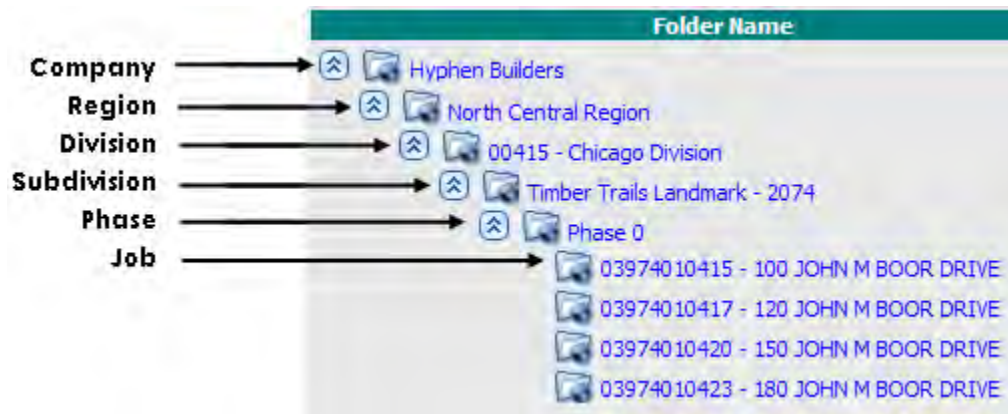 Folder Name
Company Hyphen Builders
Region North Central Region
Division 00415 - Chicago Division
Subdivision Timber Trails Landmark - 2074
Phase Phase 0
Job 03974010415 - 100 JOHN M BOOR DRIVE
03974010417 - 120 JOHN M BOOR DRIVE
03974010420 - 150 JOHN M BOOR DRIVE
03974010423 - 180 JOHN M BOOR DRIVE